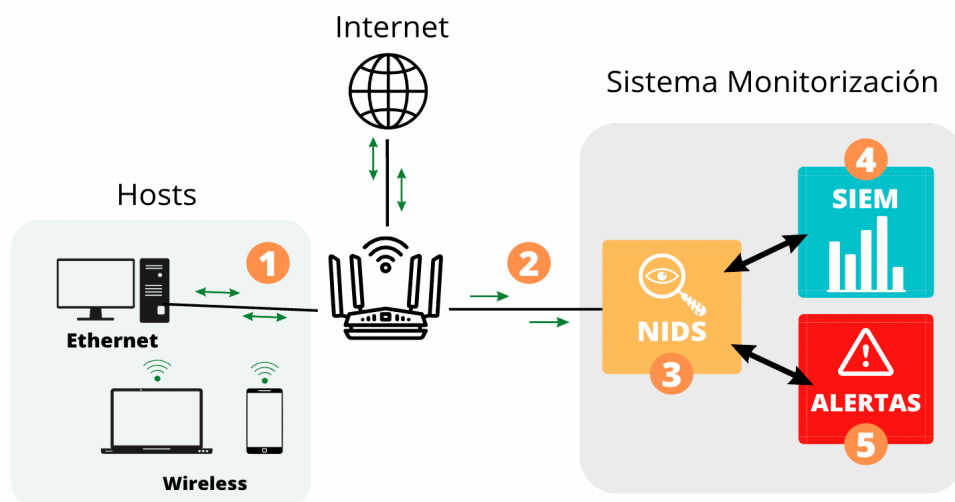 Internet
Sistema Monitorización
Hosts
1
2
4
SIEM
Ethernet
NIDS
3
ALERTAS
5
Wireless